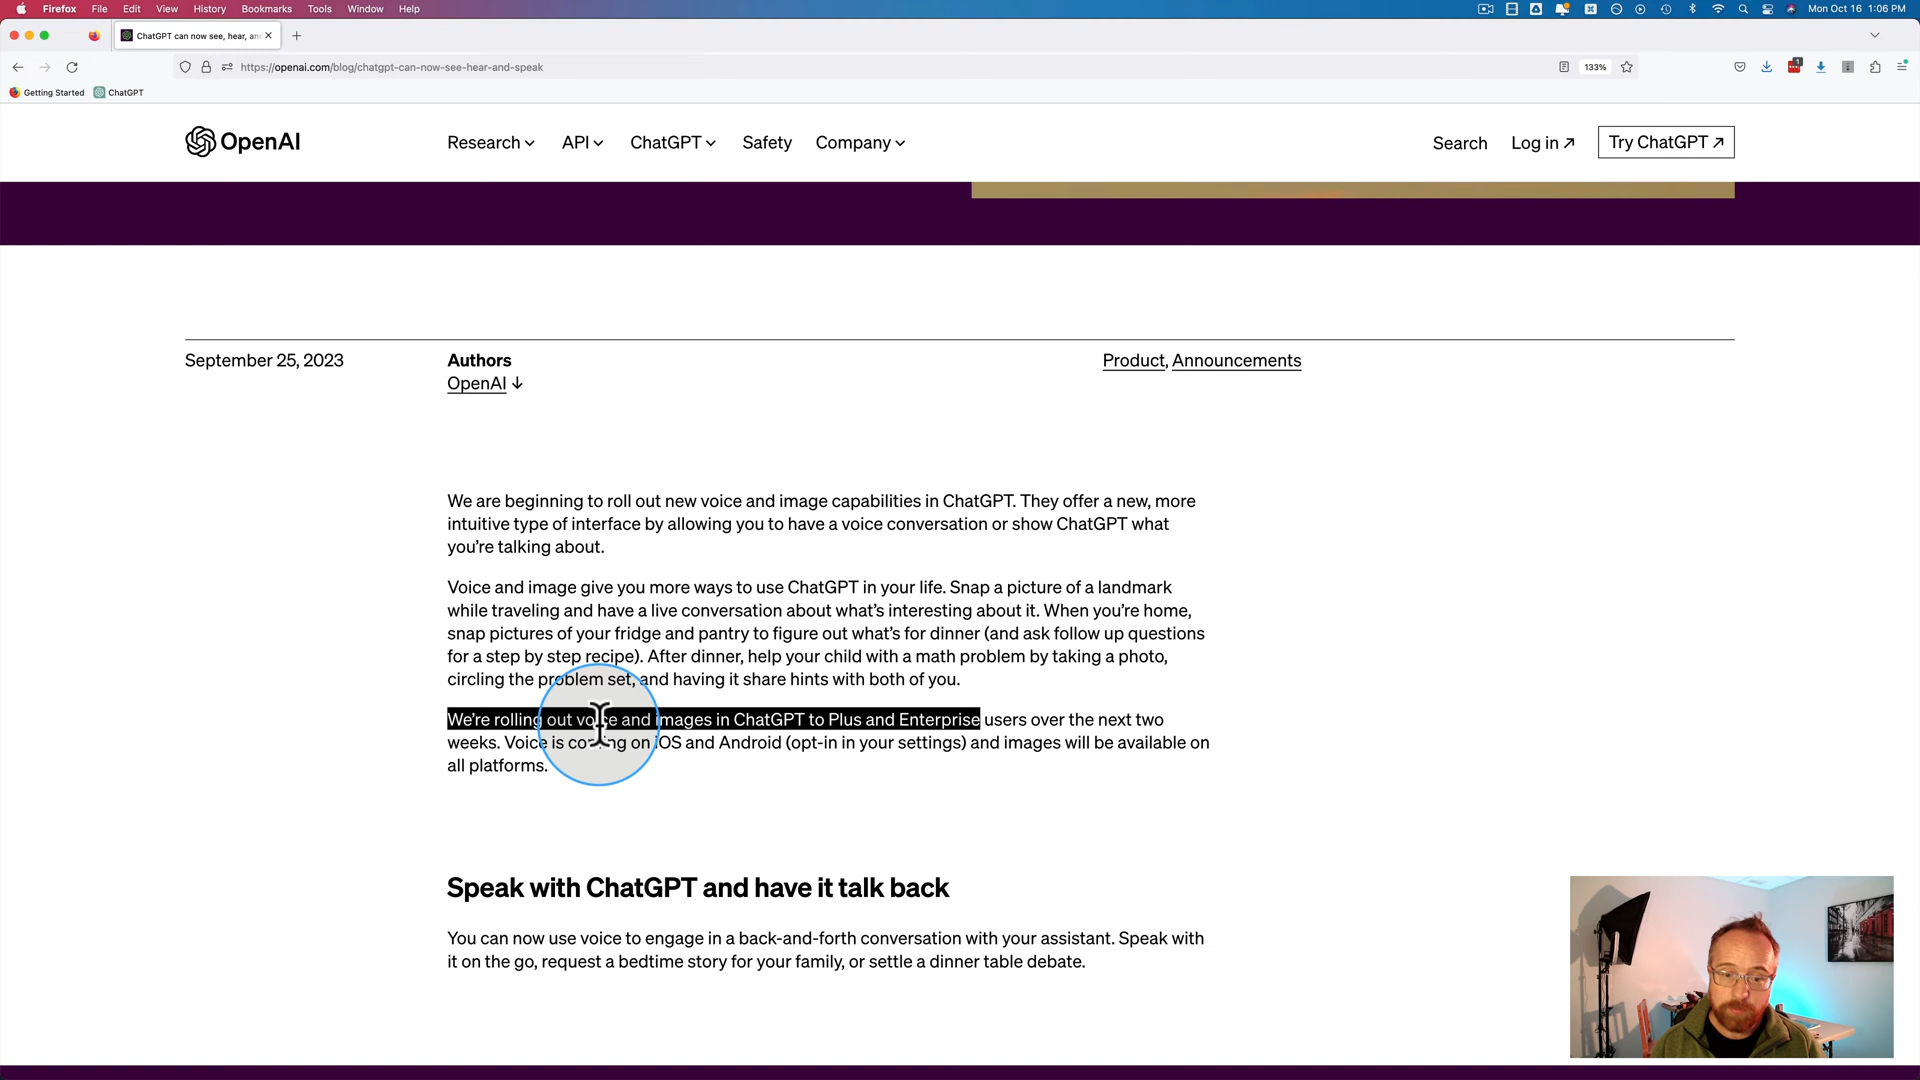 Firefox File Edit View History Bookmarks Tools Window Help
Mon Oct 16 1:06 PM
ChatGPT can now see, hear, an
https://openai.com/blog/chatgpt-can-now-see-hear-and-speak
133%
1
Getting Started ChatGPT
OpenAI
Research API ChatGPT Safety Company
Search Log in Try ChatGPT
September 25, 2023
Authors
OpenAI
Product, Announcements
We are beginning to roll out new voice and image capabilities in ChatGPT. They offer a new, more
intuitive type of interface by allowing you to have a voice conversation or show ChatGPT what
you’re talking about.
Voice and image give you more ways to use ChatGPT in your life. Snap a picture of a landmark
while traveling and have a live conversation about what’s interesting about it. When you’re home,
snap pictures of your fridge and pantry to figure out what’s for dinner (and ask follow up questions
for a step by step recipe). After dinner, help your child with a math problem by taking a photo,
circling the problem set, and having it share hints with both of you.
We’re rolling out voice and images in ChatGPT to Plus and Enterprise users over the next two
weeks. Voice is coming on iOS and Android (opt-in in your settings) and images will be available on
all platforms.
Speak with ChatGPT and have it talk back
You can now use voice to engage in a back-and-forth conversation with your assistant. Speak with
it on the go, request a bedtime story for your family, or settle a dinner table debate.